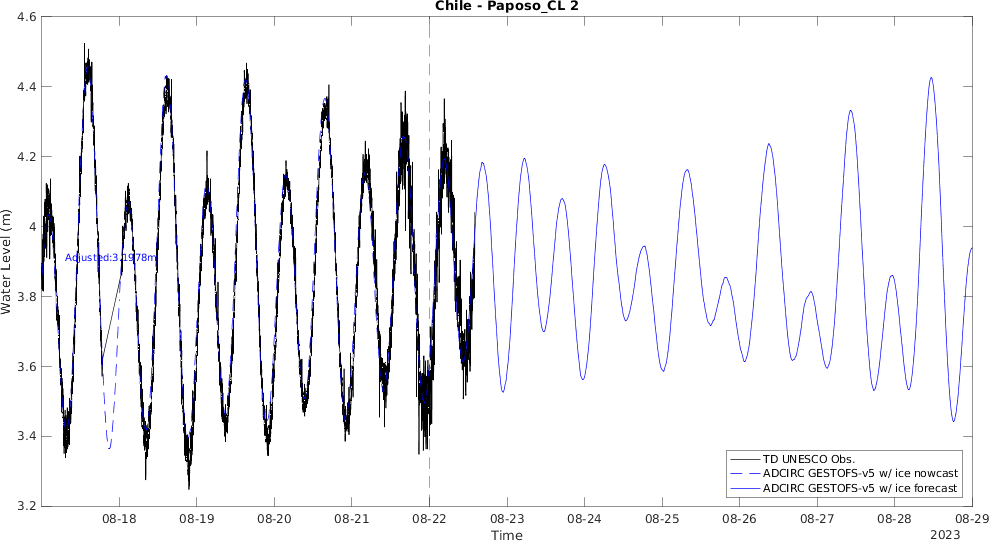 Chile - Paposo_CL 2
4.6
4.4
4.2
4
3.8
3.6
3.4
3.2
Water Level (m)
Adjusted:3.1978m
TD UNESCO Obs.
ADCIRC GESTOFS-v5 w/ ice nowcast
ADCIRC GESTOFS-v5 w/ ice forecast
08-18 08-19 08-20 08-21 08-22 08-23 08-24 08-25 08-26 08-27 08-28 08-29
Time
2023